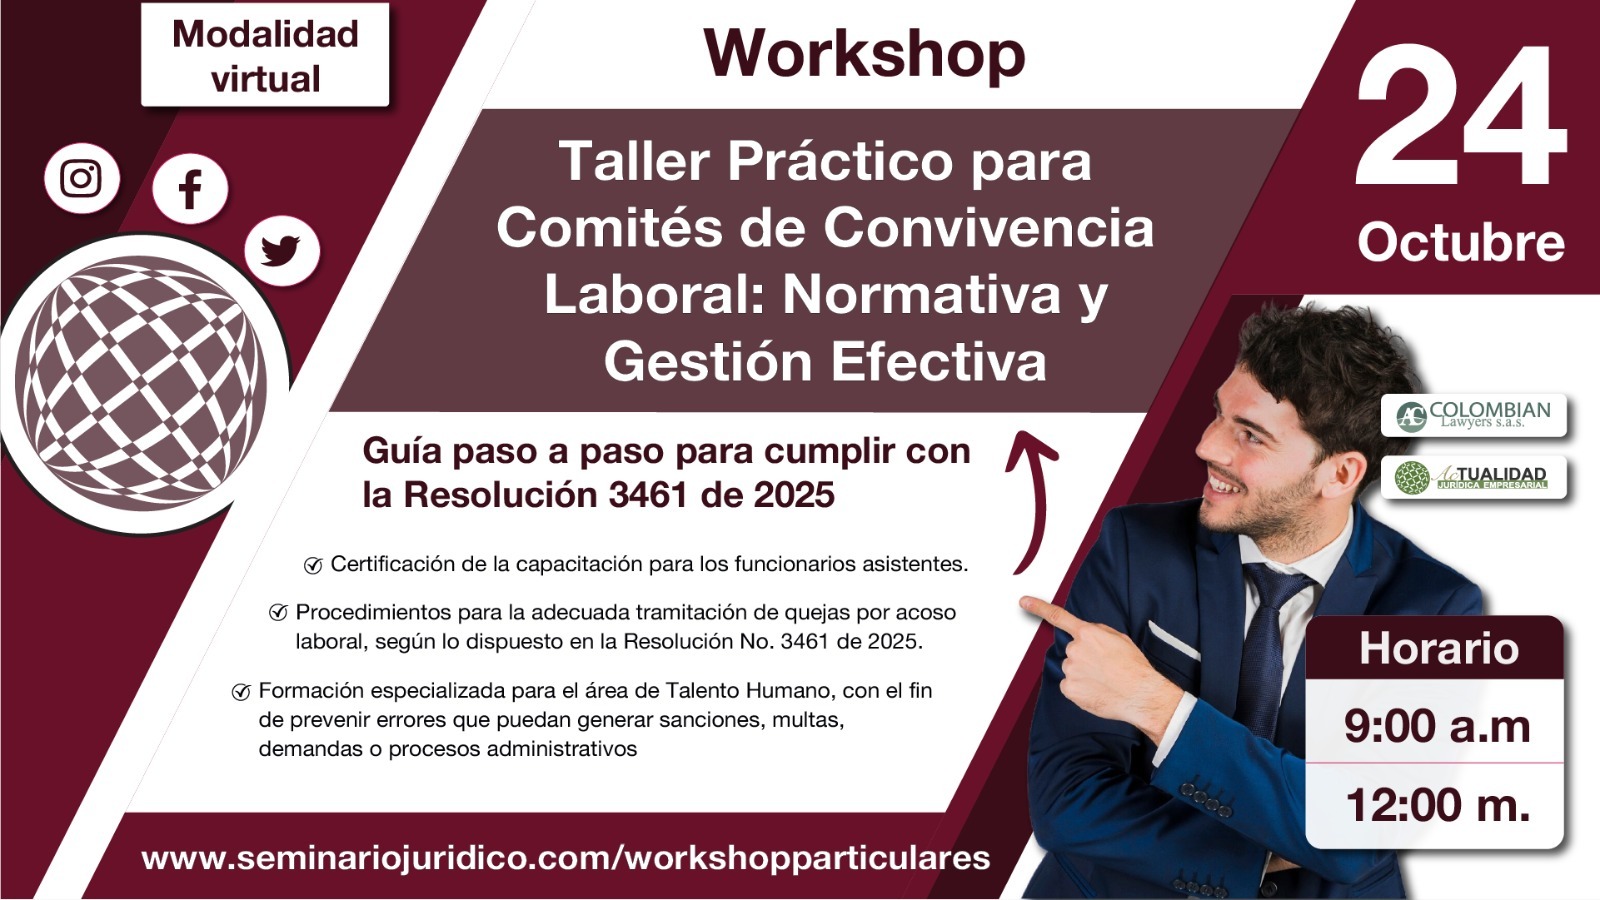 Modalidad
virtual
Workshop
24
Octubre
Taller Práctico para
Comités de Convivencia
Laboral: Normativa y
Gestión Efectiva
Guía paso a paso para cumplir con
la Resolución 3461 de 2025
Certificación de la capacitación para los funcionarios asistentes.
Procedimientos para la adecuada tramitación de quejas por acoso
laboral, según lo dispuesto en la Resolución No. 3461 de 2025.
Formación especializada para el área de Talento Humano, con el fin
de prevenir errores que puedan generar sanciones, multas,
demandas o procesos administrativos
COLOMBIAN
Lawyers s.a.s.
AcTUALIDAD
JURÍDICA EMPRESARIAL
Horario
9:00 a.m
12:00 m.
www.seminariojuridico.com/workshopparticulares